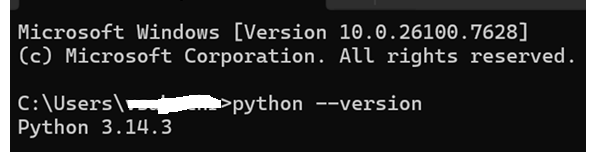 Microsoft Windows [Version 10.0.26100.7628]
(c) Microsoft Corporation. All rights reserved.
C:\Users\>python --version
Python 3.14.3